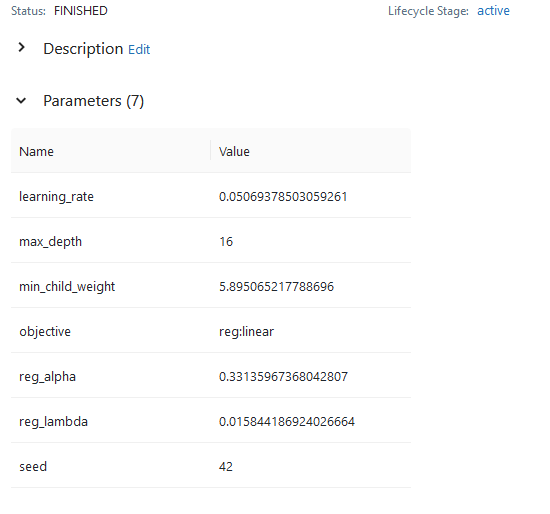 Status: FINISHED Lifecycle Stage: active
Description Edit
Parameters (7)
Name Value
learning_rate 0.05069378503059261
max_depth 16
min_child_weight 5.895065217788696
objective reg:linear
reg_alpha 0.33135967368042807
reg_lambda 0.015844186924026664
seed 42